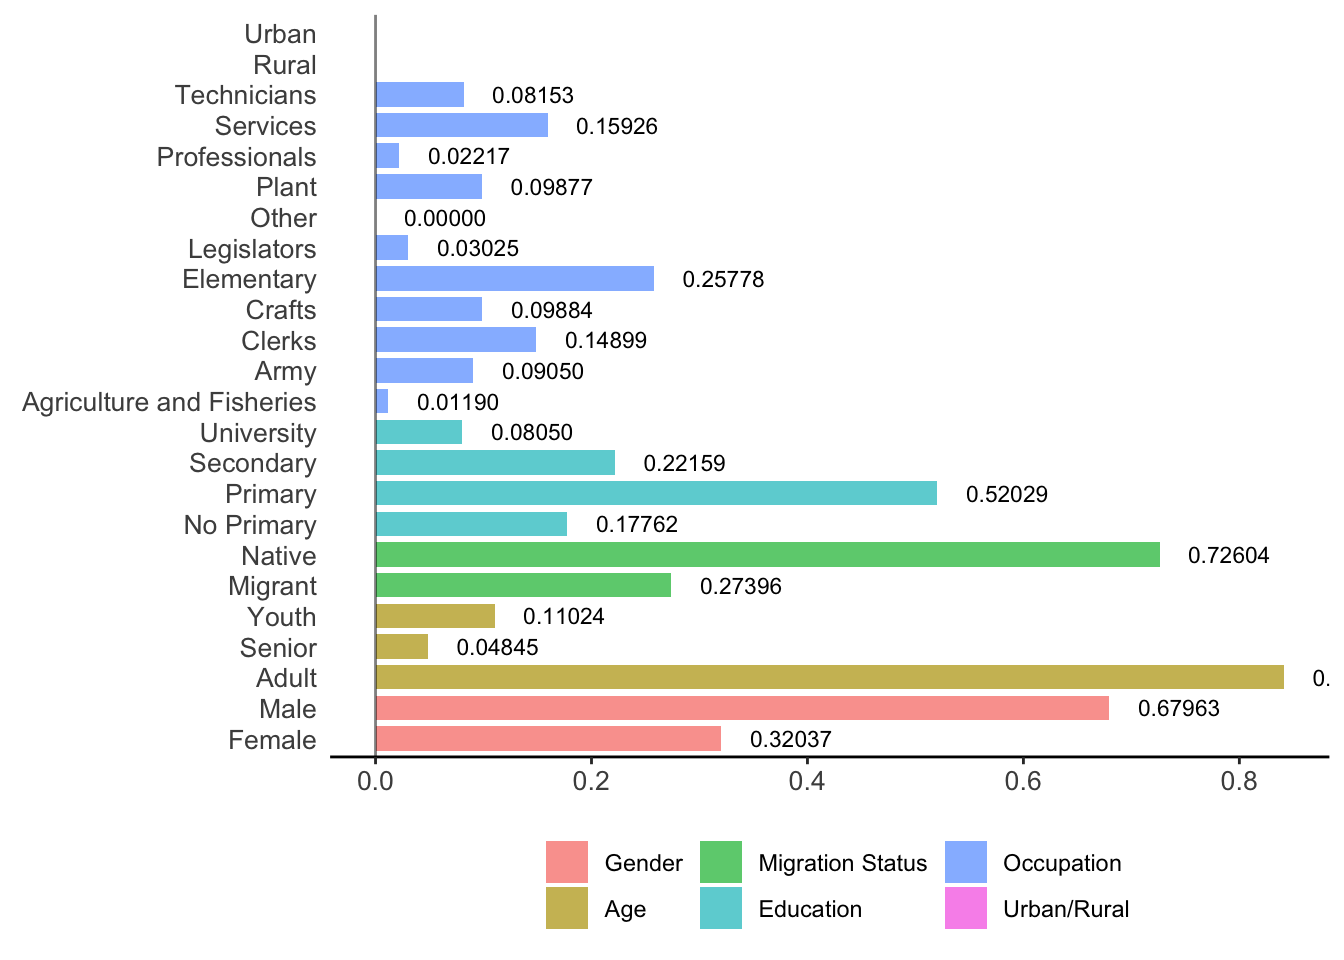 Urban
Rural
Technicians 0.08153
Services 0.15926
Professionals 0.02217
Plant 0.09877
Other 0.00000
Legislators 0.03025
Elementary 0.25778
Crafts 0.09884
Clerks 0.14899
Army 0.09050
Agriculture and Fisheries 0.01190
University 0.08050
Secondary 0.22159
Primary 0.52029
No Primary 0.17762
Native 0.72604
Migrant 0.27396
Youth 0.11024
Senior 0.04845
Adult 0.
Male 0.67963
Female 0.32037
0.0 0.2 0.4 0.6 0.8
Gender Migration Status Occupation
Age Education Urban/Rural